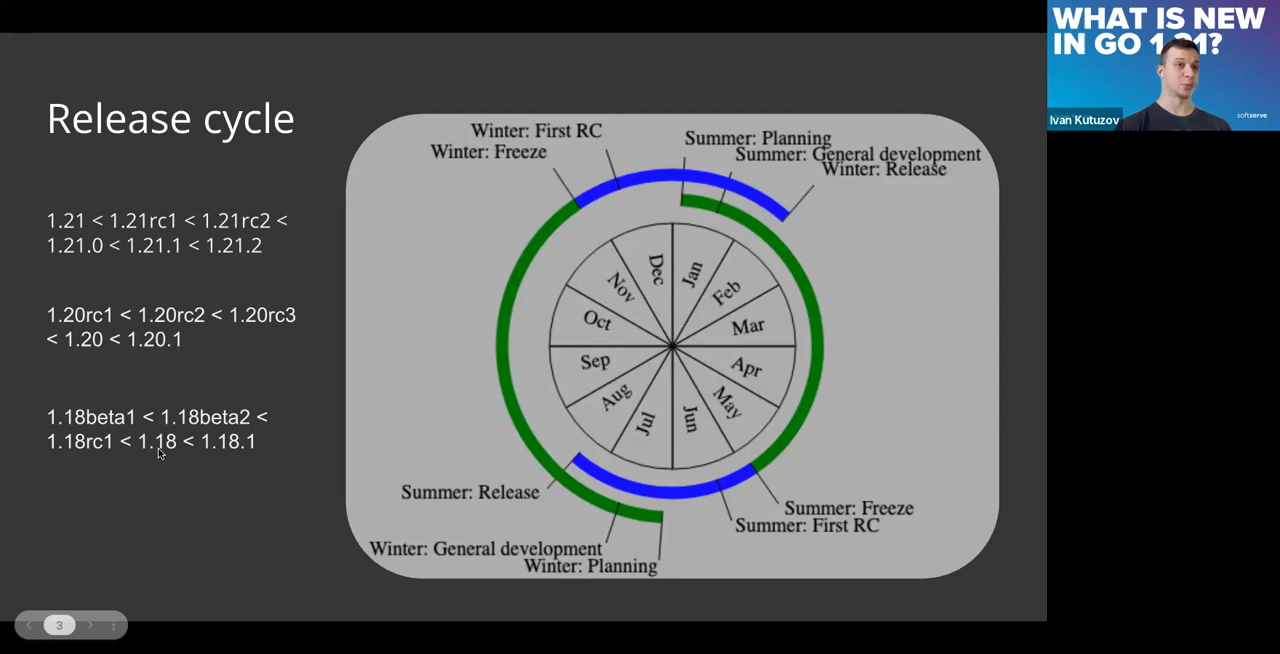 WHAT IS NEW
IN GO 1.21?
Ivan Kutuzov
softserve
Release cycle
1.21 < 1.21rc1 < 1.21rc2 <
1.21.0 < 1.21.1 < 1.21.2
1.20rc1 < 1.20rc2 < 1.20rc3
< 1.20 < 1.20.1
1.18beta1 < 1.18beta2 <
1.18rc1 < 1.18 < 1.18.1
Winter: First RC
Winter: Freeze
Summer: Planning
Summer: General development
Winter: Release
Jan
Feb
Mar
Apr
May
Jun
Jul
Aug
Sep
Oct
Nov
Dec
Summer: Release
Summer: Freeze
Summer: First RC
Winter: General development
Winter: Planning
3